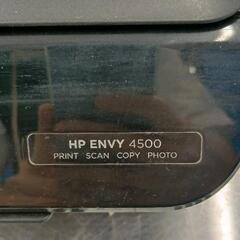 HP ENVY 4500
PRINT SCAN COPY PHOTO